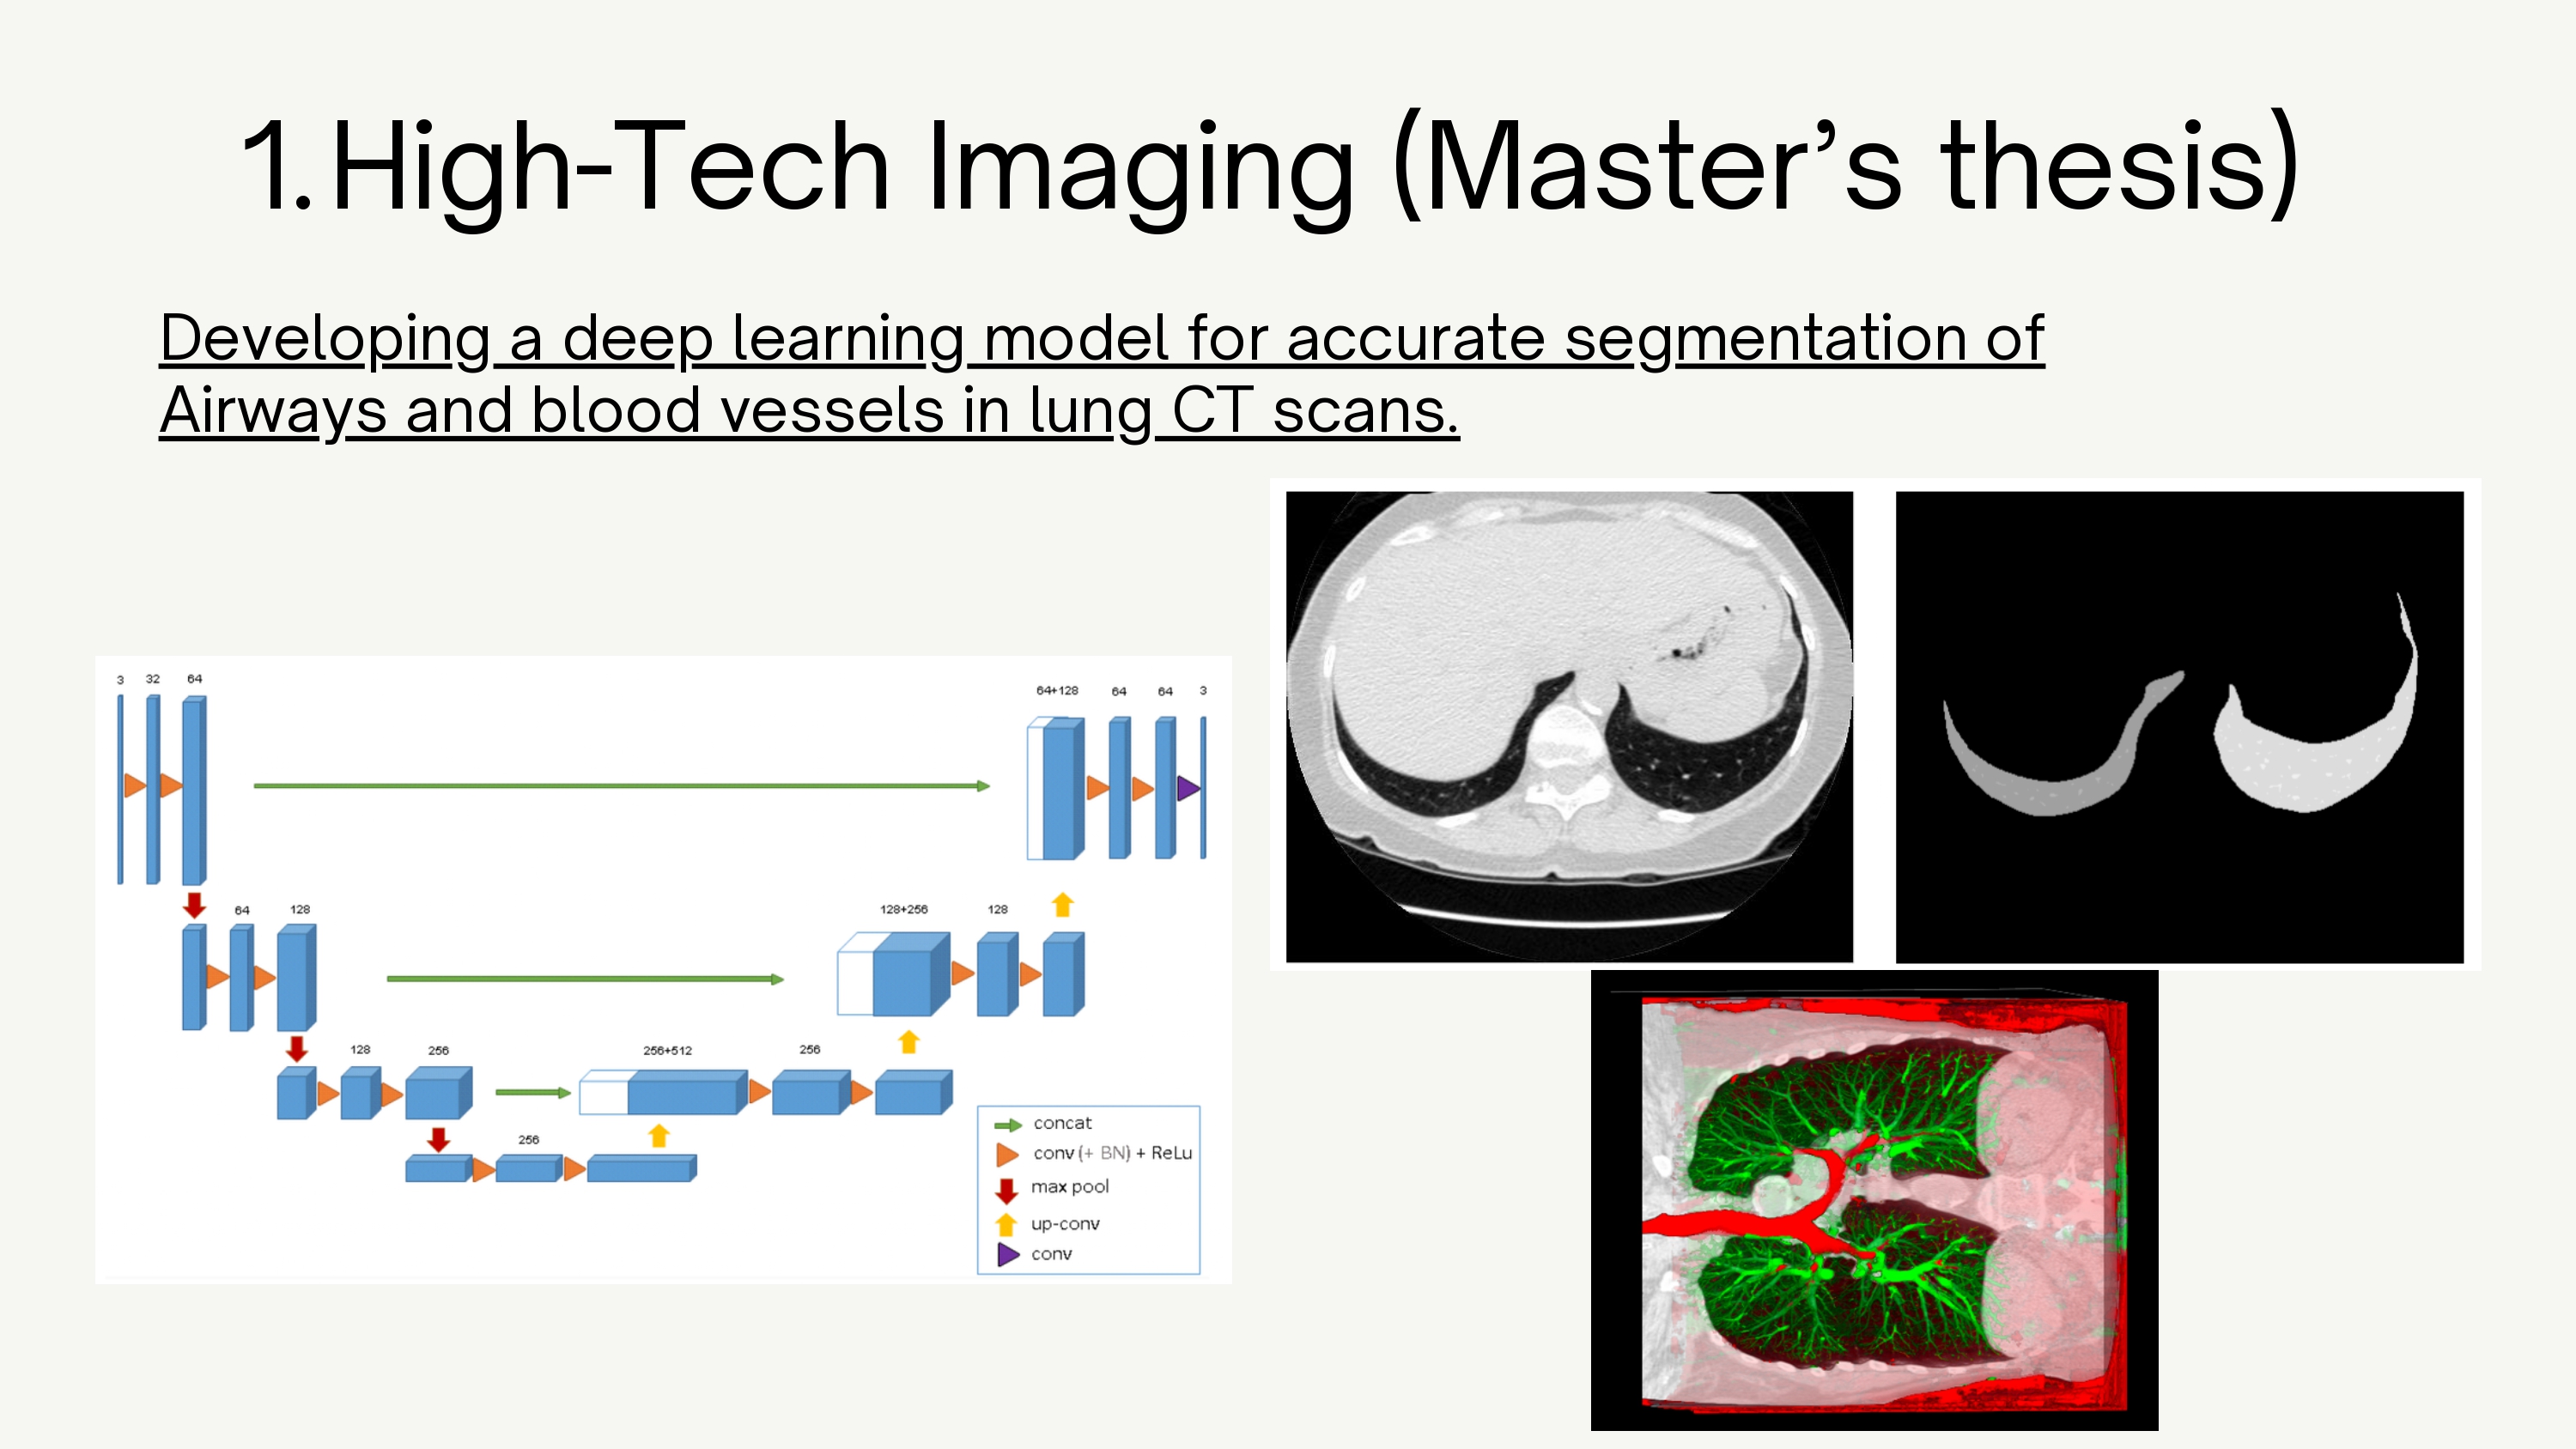 1. High-Tech Imaging (Master’s thesis)
Developing a deep learning model for accurate segmentation of
Airways and blood vessels in lung CT scans.
3 32 64
64+128 64 64 3
64 128
128+256 128
128 256
256+512 256
256
concat
conv (+ BN) + ReLu
max pool
up-conv
conv